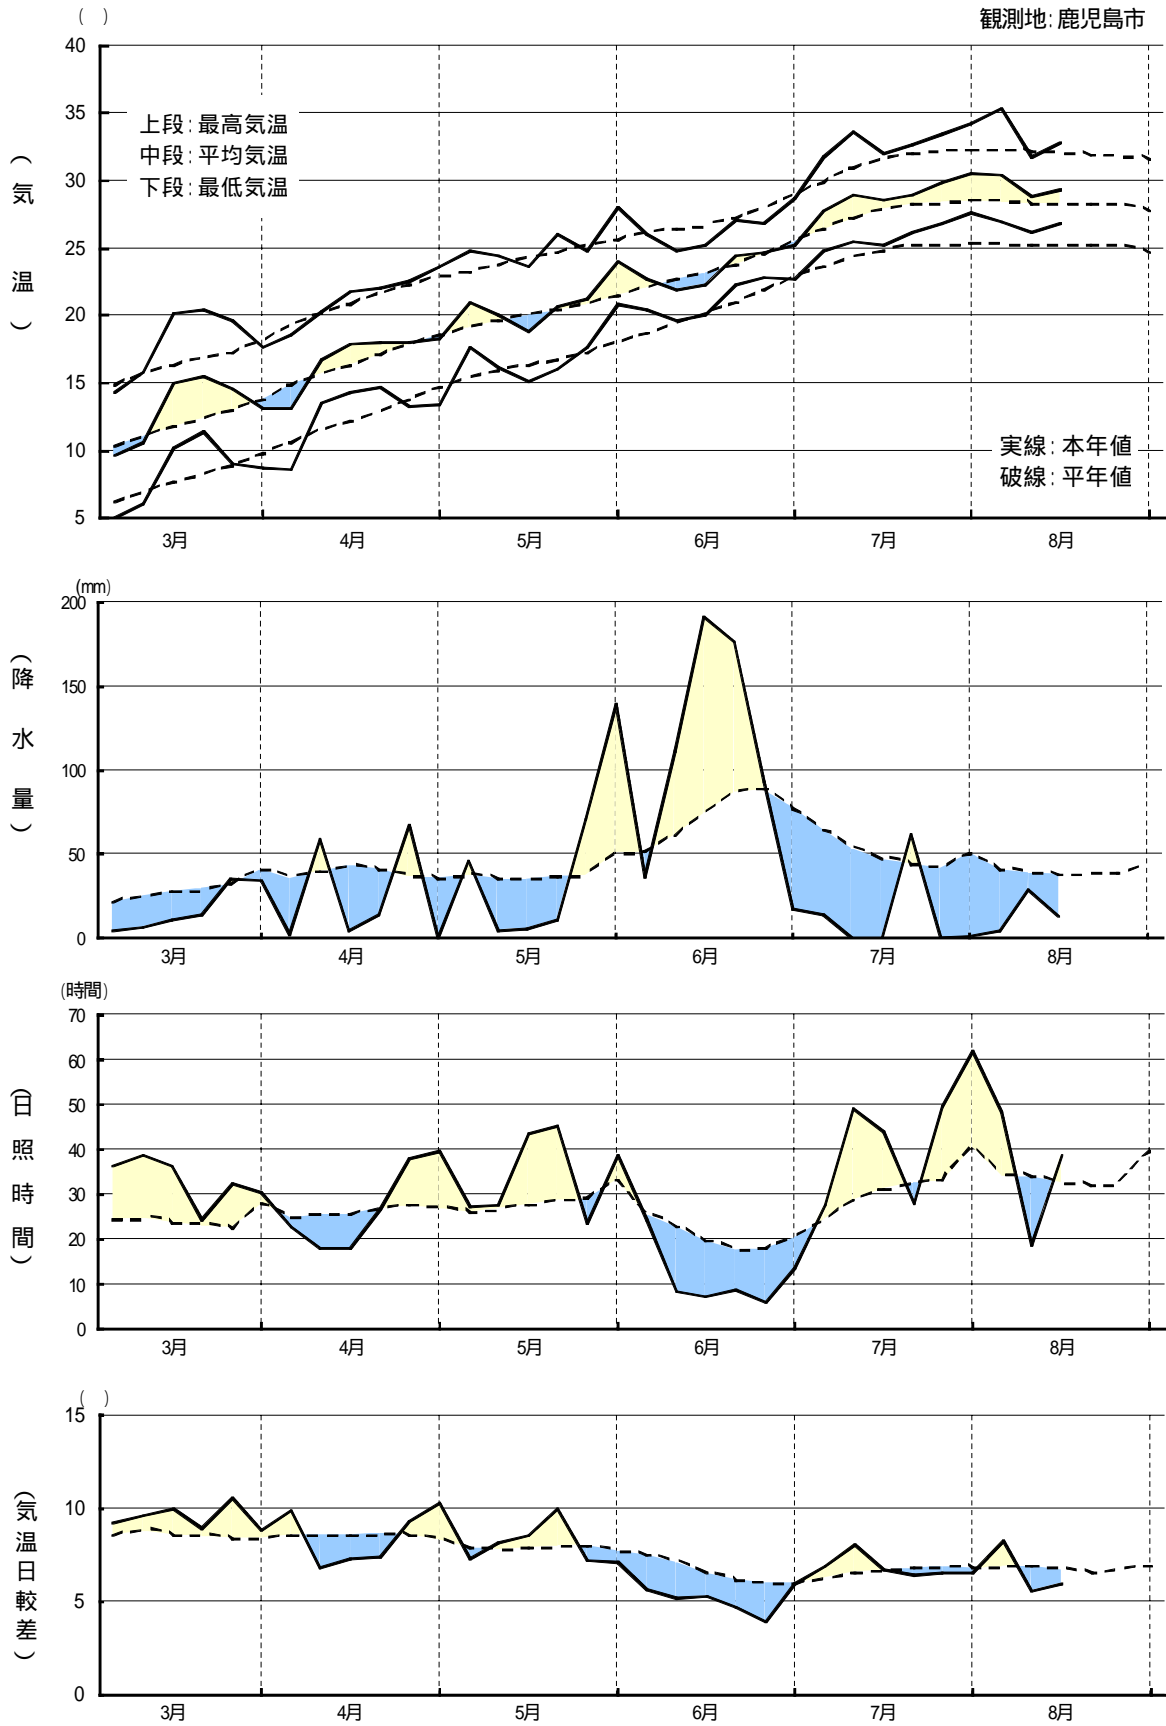 ( )
観測地:鹿児島市
40
35
30
25
20
15
10
5
(気温)
上段:最高気温
中段:平均気温
下段:最低気温
実線:本年値
破線:平年値
3月 4月 5月 6月 7月 8月
(mm)
200
150
100
50
0
(降水量)
3月 4月 5月 6月 7月 8月
(時間)
70
60
50
40
30
20
10
0
(日照時間)
3月 4月 5月 6月 7月 8月
( )
15
10
5
0
(気温日較差)
3月 4月 5月 6月 7月 8月